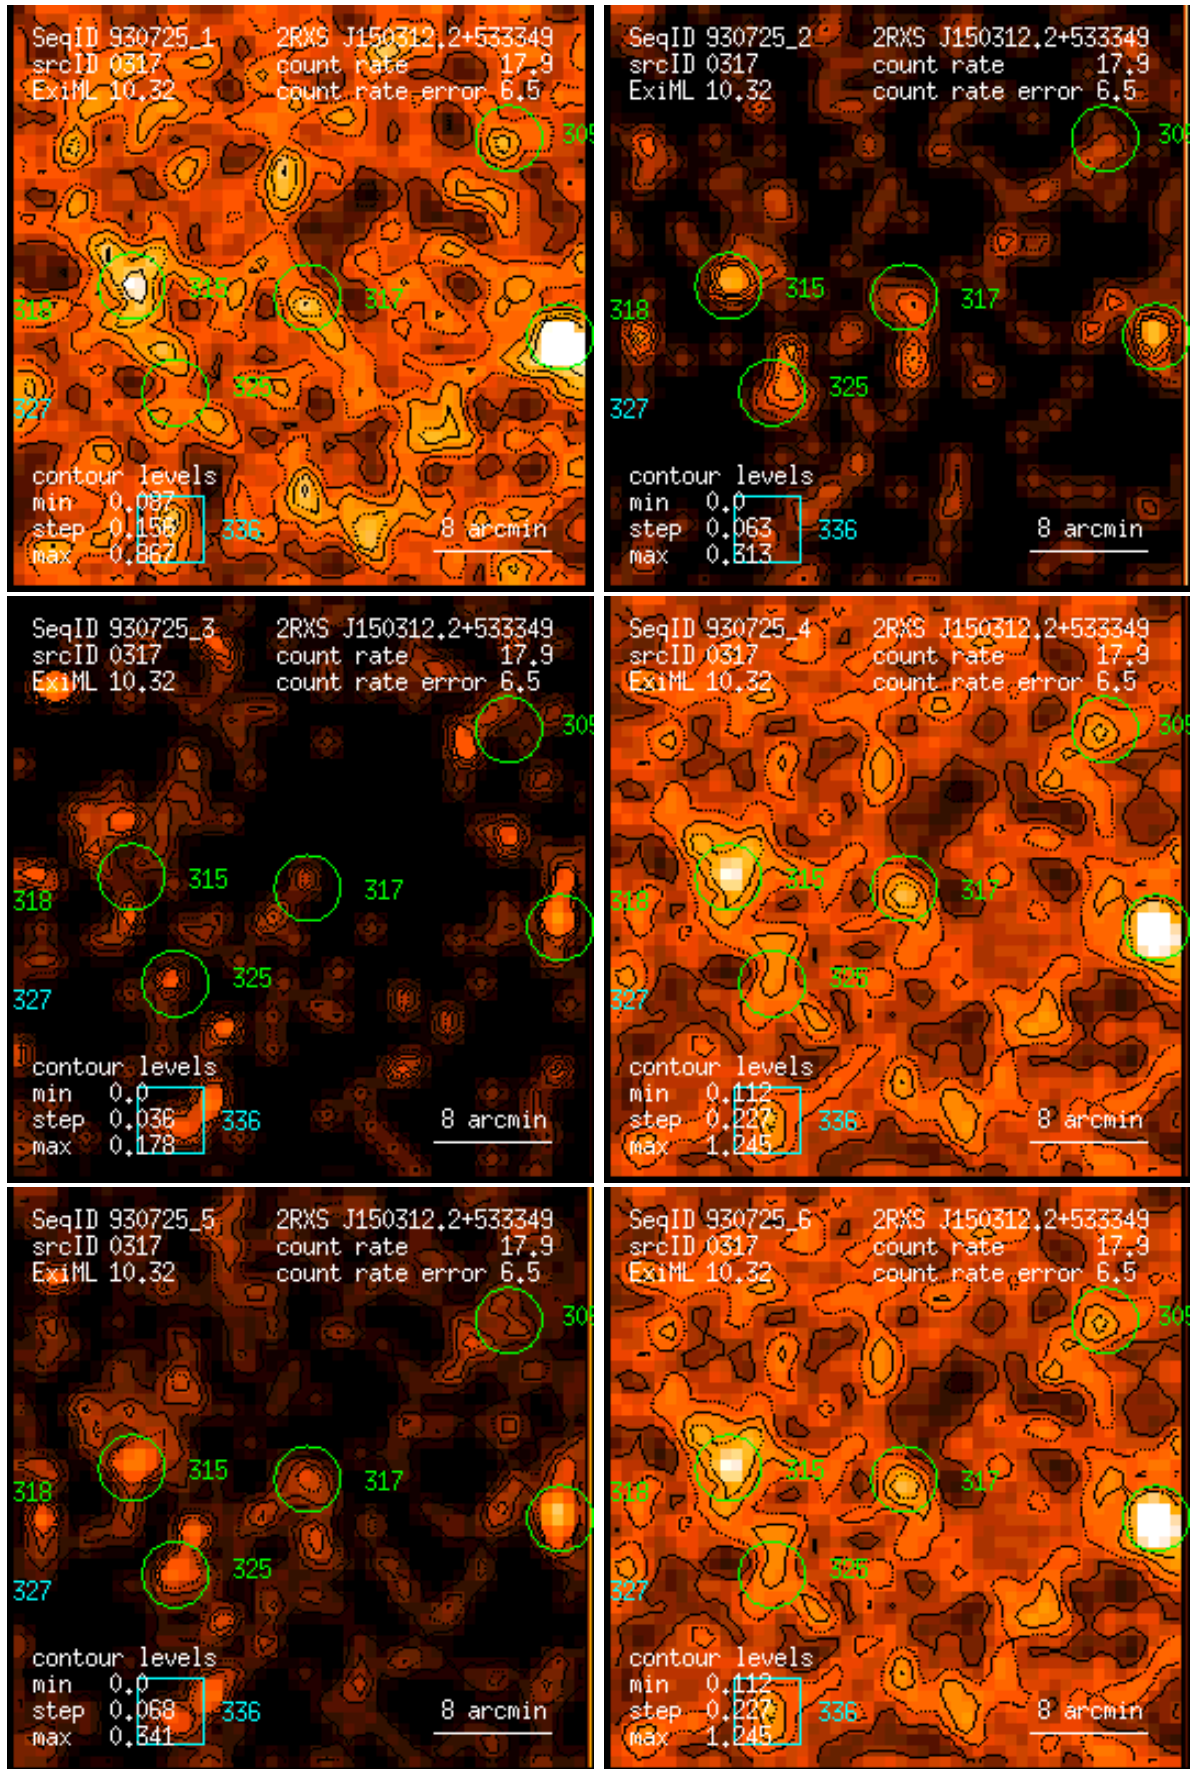 SeqID 930725_1 2RXS J150312.2+533349
srcID 0317 count rate 17.9
ExiML 10.32 count rate error 6.5
305
315
317
318
325
327
contour levels
min 0.087
step 0.156 336 8 arcmin
max 0.867
SeqID 930725_2 2RXS J150312.2+533349
srcID 0317 count rate 17.9
ExiML 10.32 count rate error 6.5
305
315
317
318
325
327
contour levels
min 0.0
step 0.063 336 8 arcmin
max 0.313
SeqID 930725_3 2RXS J150312.2+533349
srcID 0317 count rate 17.9
ExiML 10.32 count rate error 6.5
305
315
317
318
325
327
contour levels
min 0.0
step 0.036 336 8 arcmin
max 0.178
SeqID 930725_4 2RXS J150312.2+533349
srcID 0317 count rate 17.9
ExiML 10.32 count rate error 6.5
305
315
317
318
325
327
contour levels
min 0.112
step 0.227 336 8 arcmin
max 1.245
SeqID 930725_5 2RXS J150312.2+533349
srcID 0317 count rate 17.9
ExiML 10.32 count rate error 6.5
305
315
317
318
325
327
contour levels
min 0.0
step 0.068 336 8 arcmin
max 0.341
SeqID 930725_6 2RXS J150312.2+533349
srcID 0317 count rate 17.9
ExiML 10.32 count rate error 6.5
305
315
317
318
325
327
contour levels
min 0.112
step 0.227 336 8 arcmin
max 1.245